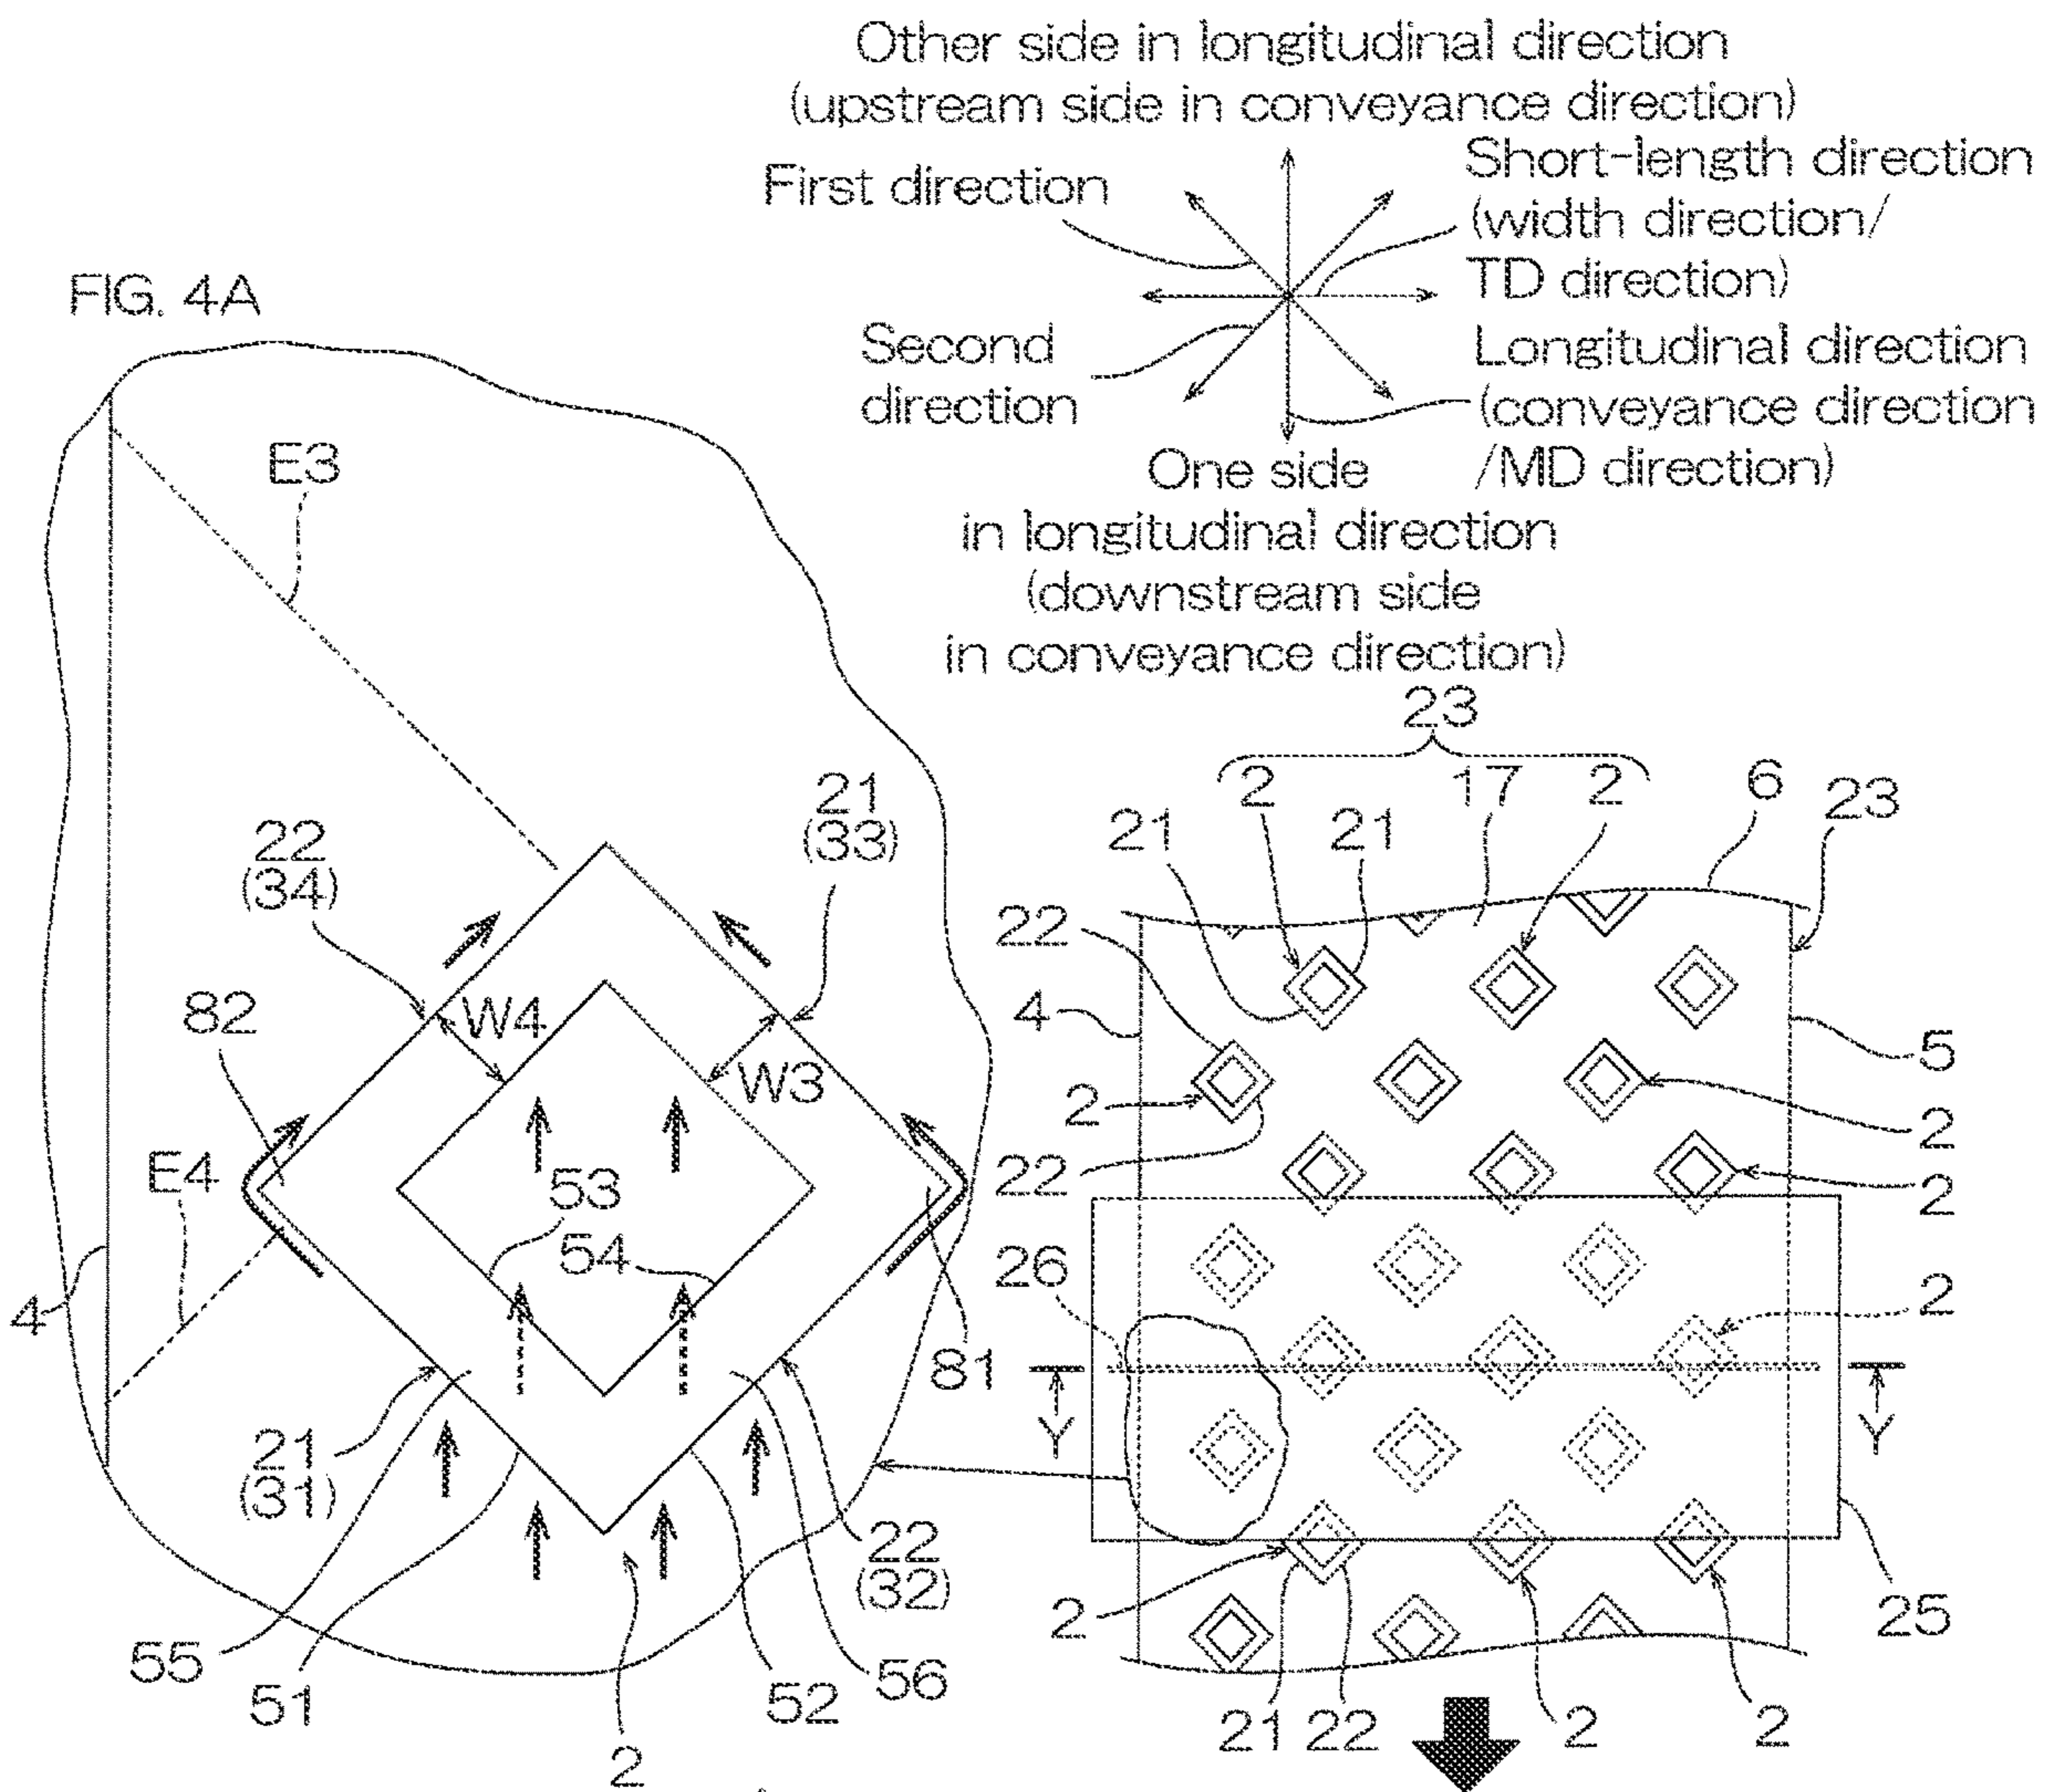 Other side in longitudinal direction
(upstream side in conveyance direction)
First direction
Short-length direction
(width direction/
TD direction)
FIG. 4A
Second
direction
Longitudinal direction
(conveyance direction
/MD direction)
One side
in longitudinal direction
(downstream side
in conveyance direction)
E3
21
(33)
22
(34)
82
W4
W3
E4
53
54
4
81
21
(31)
22
(32)
55
51
52
56
2
23
2
17
2
6
23
21
21
22
4
5
2
2
22
2
26
2
Y
Y
2
25
21
22
2
2